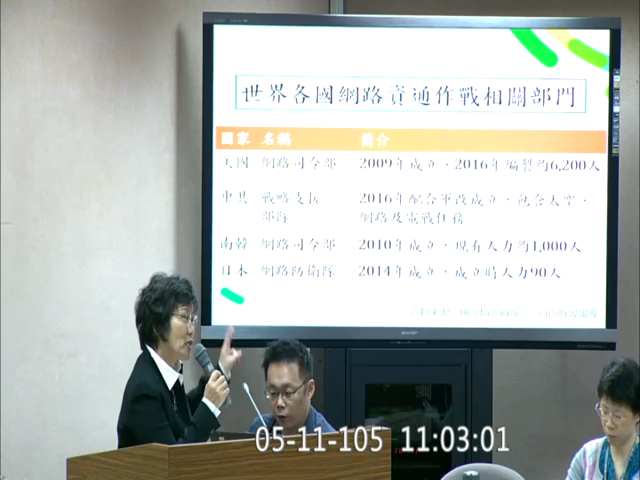 世界各國網路資通作戰相關部門
國家 名稱 簡介
美國 網路司令部 2009年成立、2016年編製約6,200人
中共 戰略支援部隊 2016年配合軍改成立,包含太空、
網路及電戰任務
南韓 網路司令部 2010年成立,現有人力約1,000人
日本 網路防衛隊 2014年成立,成立時人力90人
SHARP
05-11-105 11:03:01